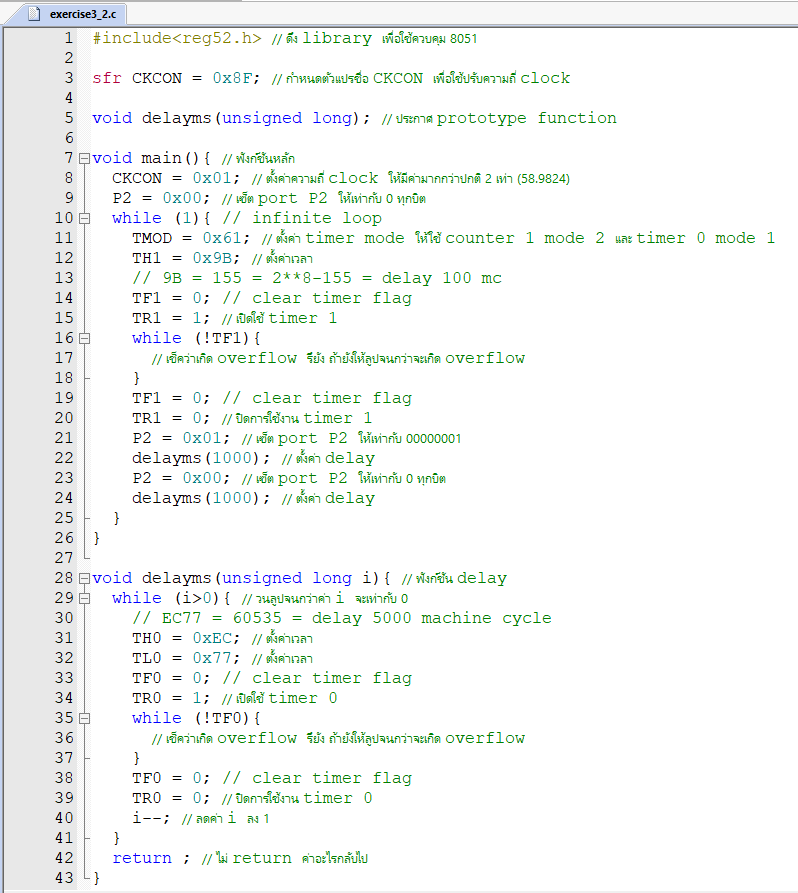 exercise3_2.c
1 #include<reg52.h> // ดึง library เพื่อใช้ควบคุม 8051
2
3 sfr CKCON = 0x8F; // กำหนดตัวแปรชื่อ CKCON เพื่อใช้ปรับความถี่ clock
4
5 void delayms(unsigned long); // ประกาศ prototype function
6
7 void main(){ // ฟังก์ชันหลัก
8 CKCON = 0x01; // ตั้งค่าความถี่ clock ให้มีค่ามากกว่าปกติ 2 เท่า (58.9824)
9 P2 = 0x00; // เซ็ต port P2 ให้เท่ากับ 0 ทุกบิต
10 while (1){ // infinite loop
11 TMOD = 0x61; // ตั้งค่า timer mode ให้ใช้ counter 1 mode 2 และ timer 0 mode 1
12 TH1 = 0x9B; // ตั้งค่าเวลา
13 // 9B = 155 = 2**8-155 = delay 100 mc
14 TF1 = 0; // clear timer flag
15 TR1 = 1; // เปิดใช้ timer 1
16 while (!TF1){
17 // เช็คว่าเกิด overflow รึยัง ถ้ายังให้ลูปจนกว่าจะเกิด overflow
18 }
19 TF1 = 0; // clear timer flag
20 TR1 = 0; // ปิดการใช้งาน timer 1
21 P2 = 0x01; // เซ็ต port P2 ให้เท่ากับ 00000001
22 delayms(1000); // ตั้งค่า delay
23 P2 = 0x00; // เซ็ต port P2 ให้เท่ากับ 0 ทุกบิต
24 delayms(1000); // ตั้งค่า delay
25 }
26 }
27
28 void delayms(unsigned long i){ // ฟังก์ชัน delay
29 while (i>0){ // วนลูปจนกว่าค่า i จะเท่ากับ 0
30 // EC77 = 60535 = delay 5000 machine cycle
31 TH0 = 0xEC; // ตั้งค่าเวลา
32 TL0 = 0x77; // ตั้งค่าเวลา
33 TF0 = 0; // clear timer flag
34 TR0 = 1; // เปิดใช้ timer 0
35 while (!TF0){
36 // เช็คว่าเกิด overflow รึยัง ถ้ายังให้ลูปจนกว่าจะเกิด overflow
37 }
38 TF0 = 0; // clear timer flag
39 TR0 = 0; // ปิดการใช้งาน timer 0
40 i--; // ลดค่า i ลง 1
41 }
42 return ; // ไม่ return ค่าอะไรกลับไป
43 }